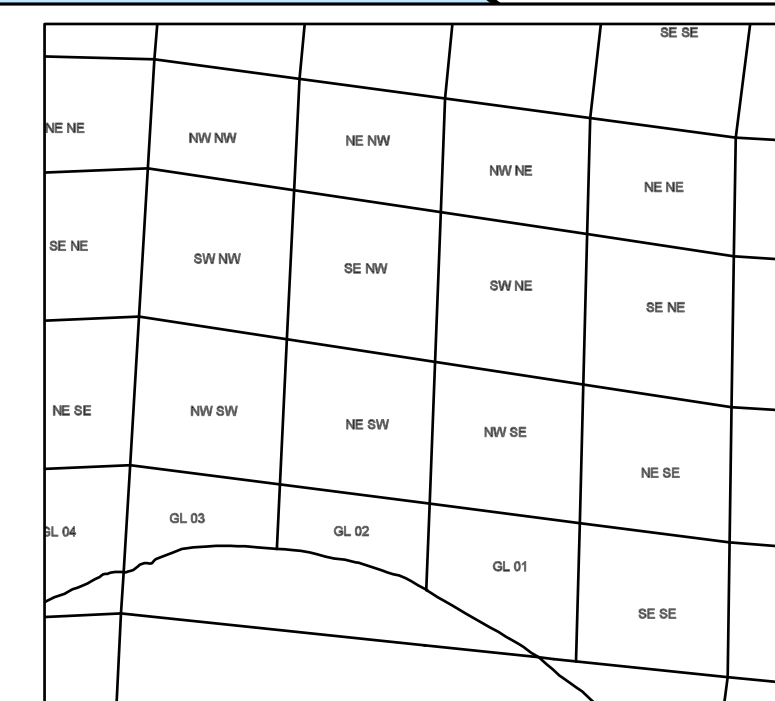 SE SE
NE NE
NW NW
NE NW
NW NE
NE NE
SE NE
SW NW
SE NW
SW NE
SE NE
NE SE
NW SW
NE SW
NW SE
NE SE
GL 04
GL 03
GL 02
GL 01
SE SE